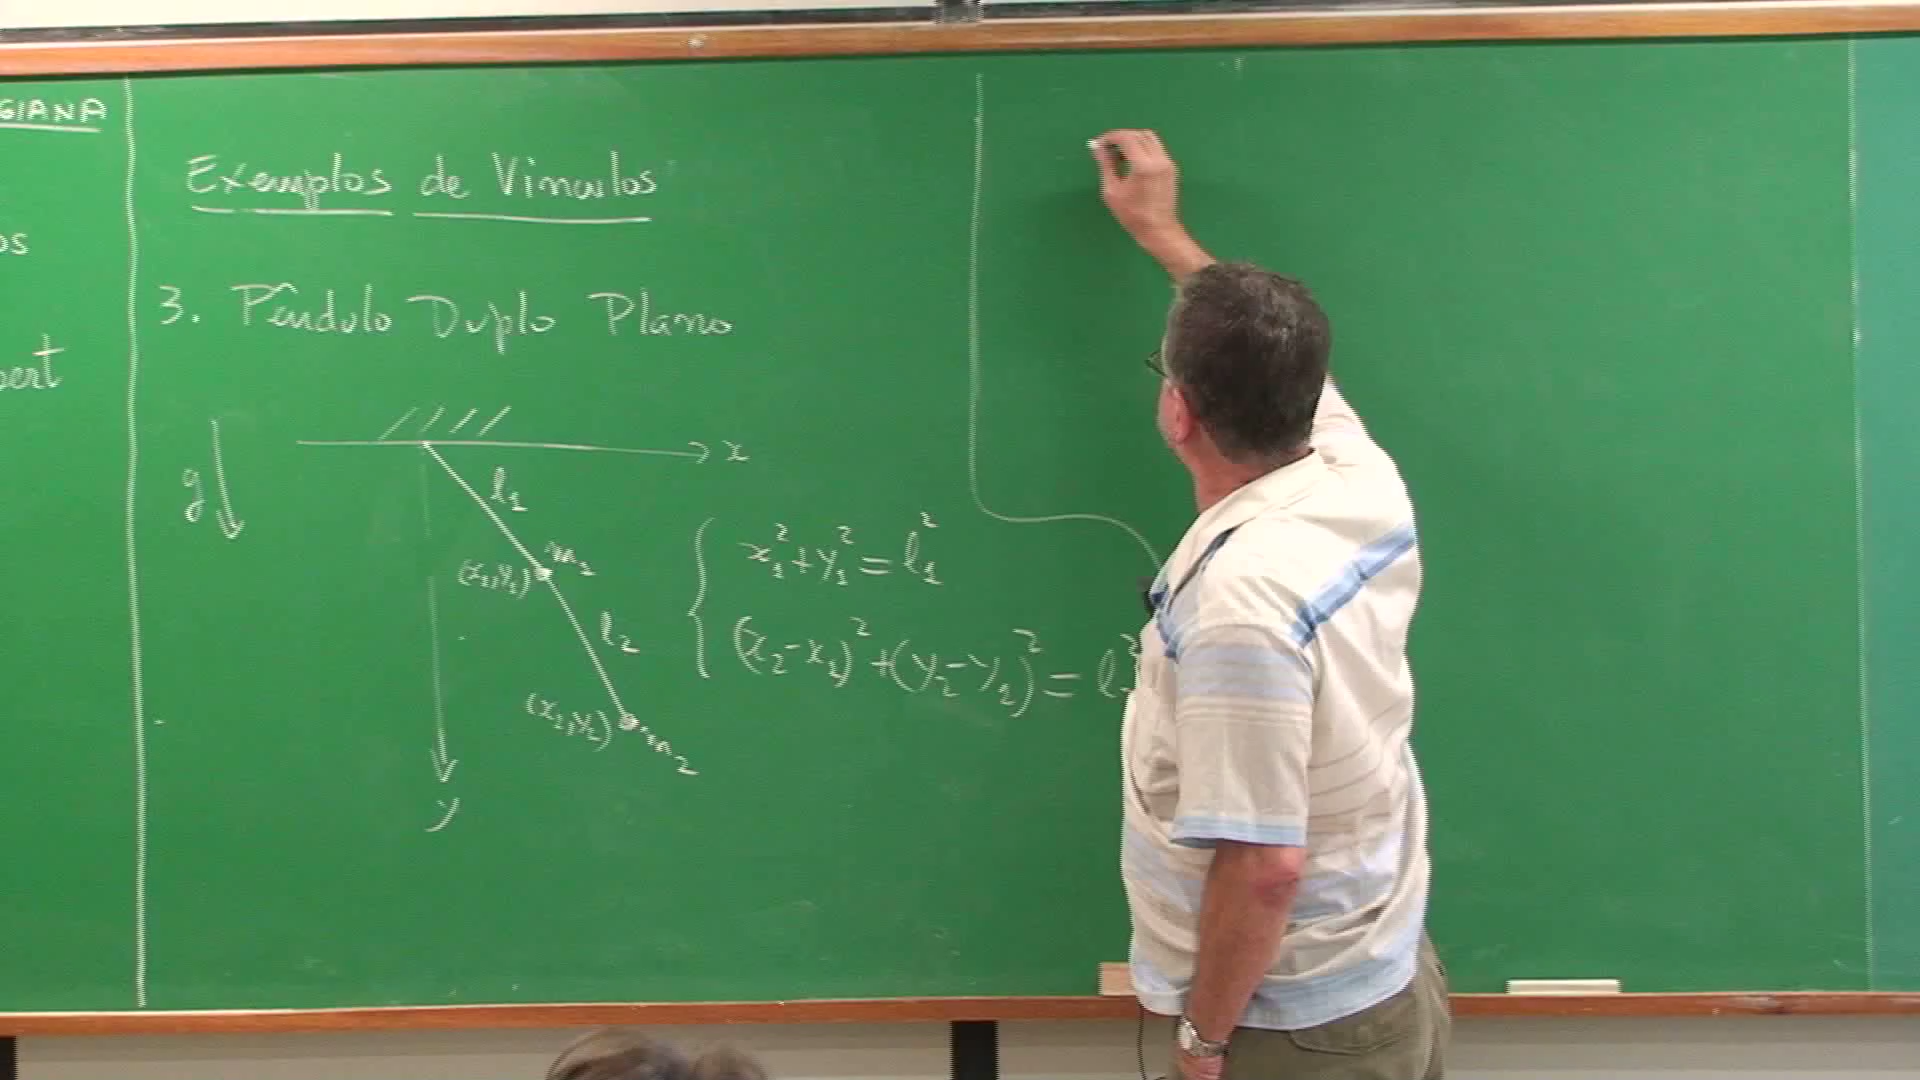 GIANA
os
bert
Exemplos de Vínculos
3. Pêndulo Duplo Plano
x
g
l₁
m₁
(x₁,y₁)
l₂
(x₂,y₂)
m₂
y
x₁² + y₁² = l₁²
(x₂-x₁)² + (y₂-y₁)² = l₂²